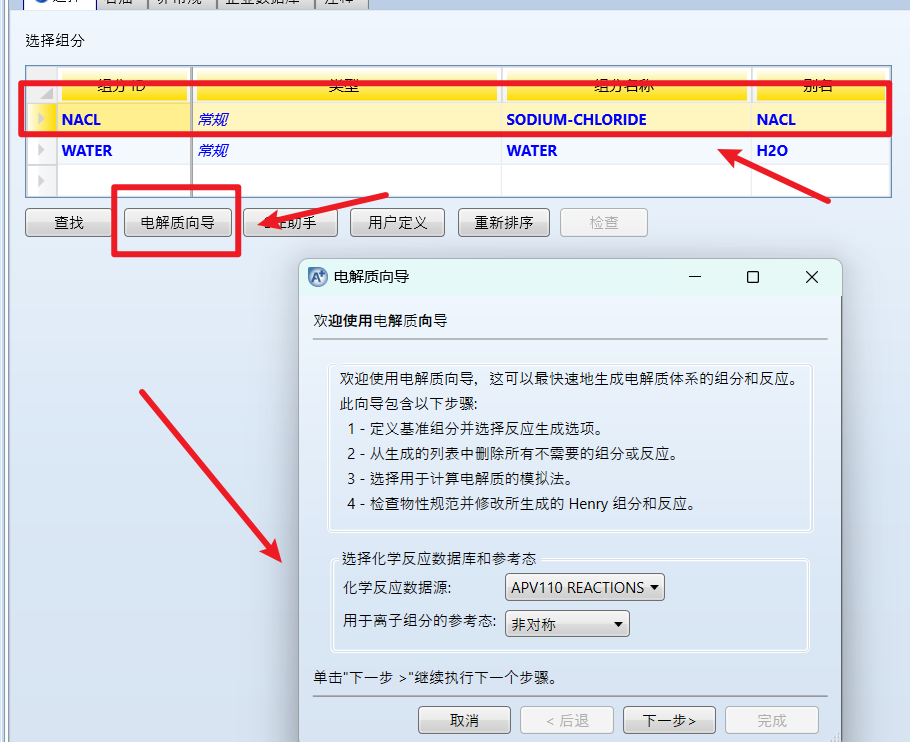 选择组分
组分 ID 类型 组分名称 别名
NACL 常规 SODIUM-CHLORIDE NACL
WATER 常规 WATER H2O
查找 电解质向导 助手 用户定义 重新排序 检查
电解质向导
欢迎使用电解质向导
欢迎使用电解质向导，这可以最快速地生成电解质体系的组分和反应。
此向导包含以下步骤:
1 - 定义基准组分并选择反应生成选项。
2 - 从生成的列表中删除所有不需要的组分或反应。
3 - 选择用于计算电解质的模拟法。
4 - 检查物性规范并修改所生成的 Henry 组分和反应。
选择化学反应数据库和参考态
化学反应数据源: APV110 REACTIONS
用于离子组分的参考态: 非对称
单击"下一步 >"继续执行下一个步骤。
取消 < 后退 下一步> 完成